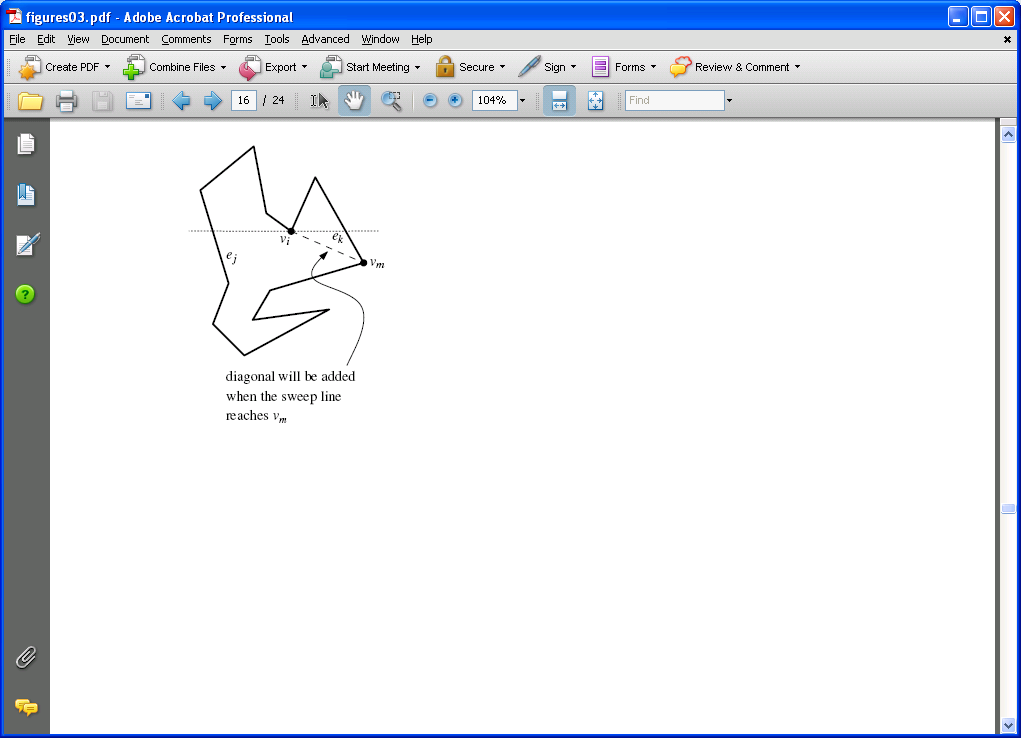 figures03.pdf - Adobe Acrobat Professional
File Edit View Document Comments Forms Tools Advanced Window Help
Create PDF Combine Files Export Start Meeting Secure Sign Forms Review & Comment
16 / 24 104% Find
v_i e_k
e_j v_m
diagonal will be added
when the sweep line
reaches v_m